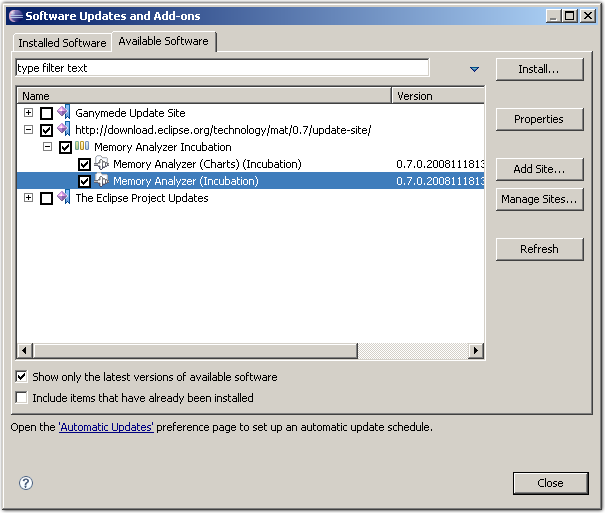 Software Updates and Add-ons
Installed Software Available Software
type filter text
Install...
Name Version
Ganymede Update Site
Properties
http://download.eclipse.org/technology/mat/0.7/update-site/
Memory Analyzer Incubation
Memory Analyzer (Charts) (Incubation) 0.7.0.2008111813
Add Site...
Memory Analyzer (Incubation) 0.7.0.2008111813
The Eclipse Project Updates
Manage Sites...
Refresh
Show only the latest versions of available software
Include items that have already been installed
Open the 'Automatic Updates' preference page to set up an automatic update schedule.
?
Close